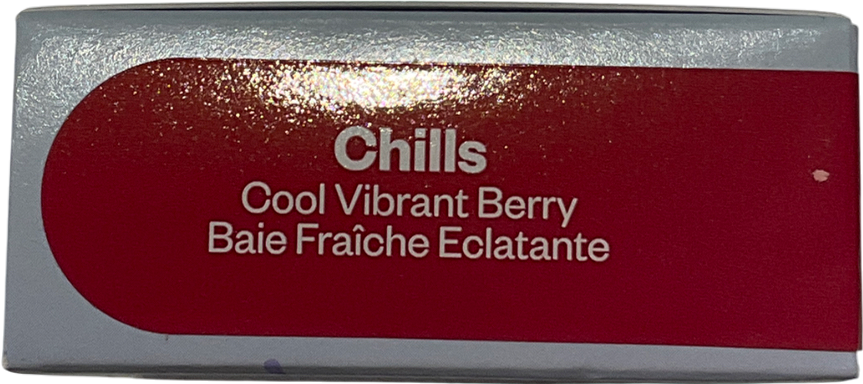 Chills
Cool Vibrant Berry
Baie Fraîche Eclatante